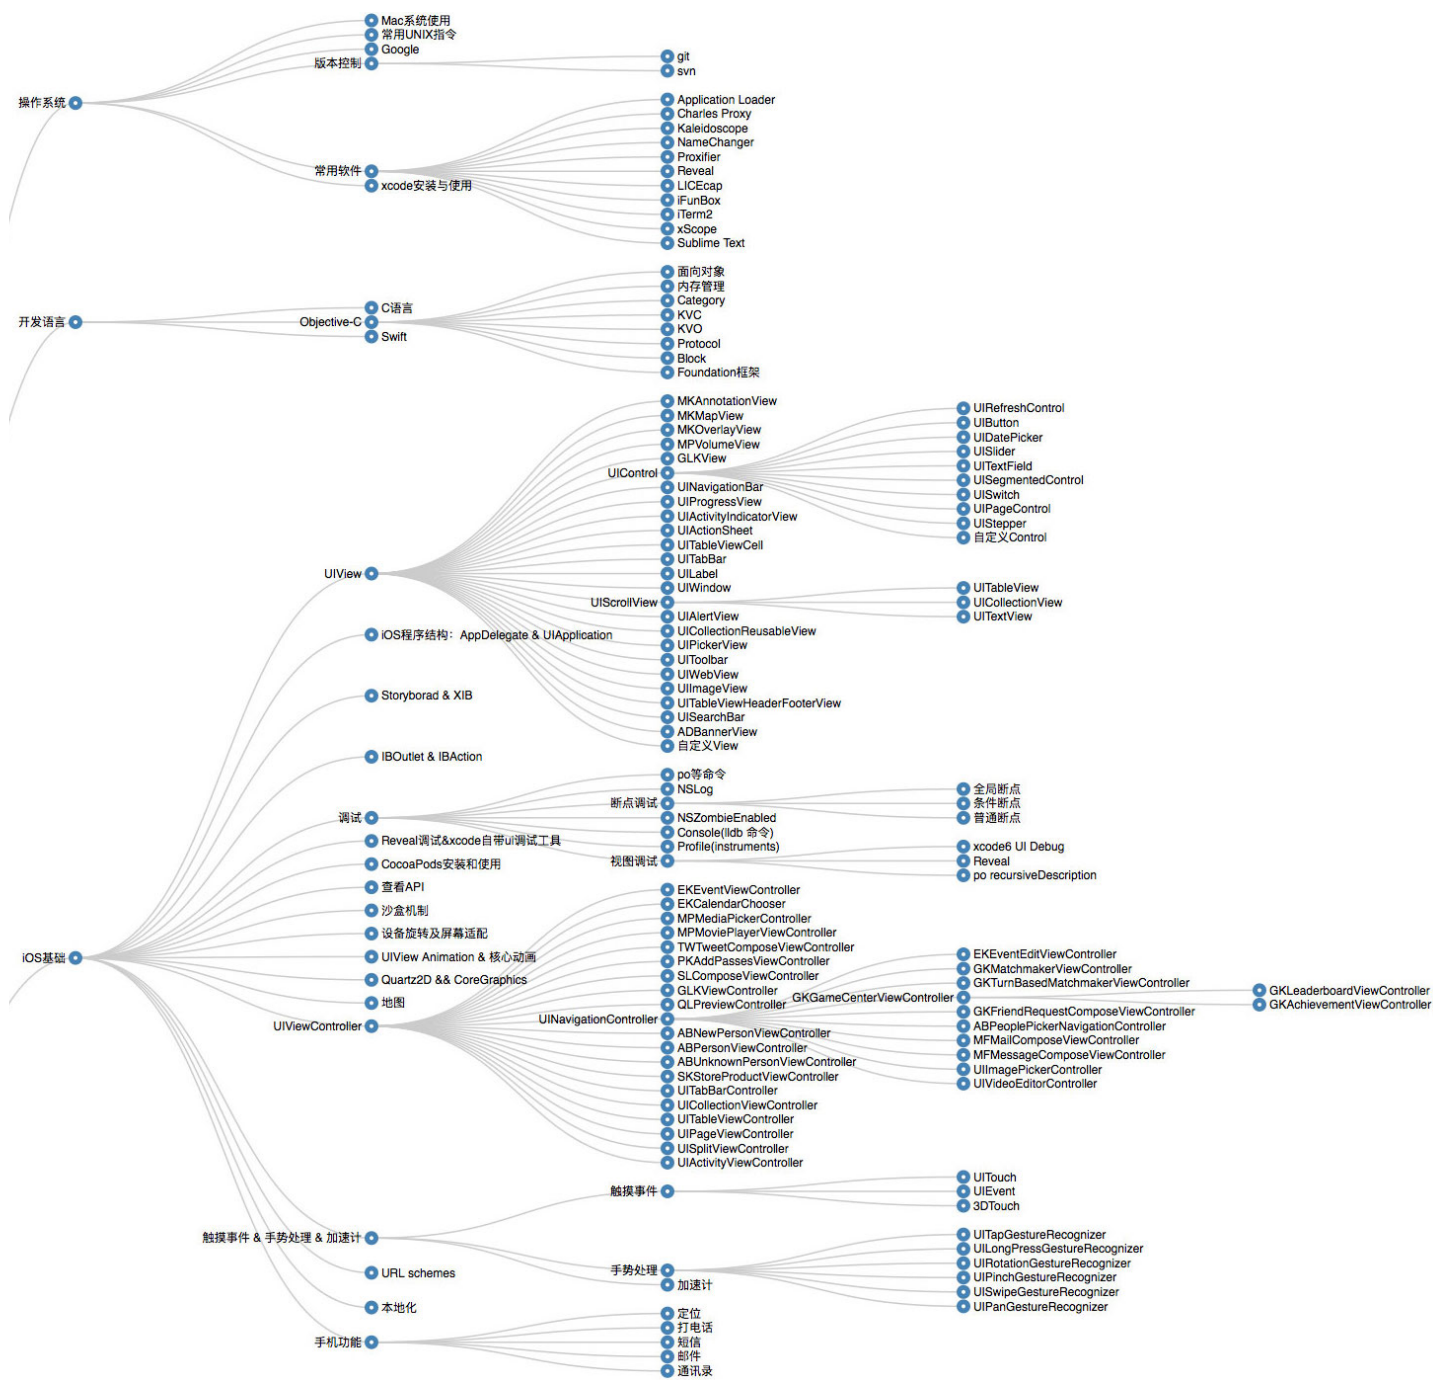 Mac系统使用
常用UNIX指令
Google
版本控制
git
svn
操作系统
Application Loader
Charles Proxy
Kaleidoscope
NameChanger
Proxifier
常用软件
Reveal
xcode安装与使用
LICEcap
iFunBox
iTerm2
xScope
Sublime Text
面向对象
内存管理
Category
C语言
KVC
开发语言
Objective-C
KVO
Swift
Protocol
Block
Foundation框架
MKAnnotationView
MKMapView
MKOverlayView
MPVolumeView
GLKView
UIControl
UIRefreshControl
UIButton
UIDatePicker
UISlider
UITextField
UISegmentedControl
UISwitch
UIPageControl
UIStepper
自定义Control
UINavigationBar
UIProgressView
UIActivityIndicatorView
UIActionSheet
UITableViewCell
UITabBar
UIView
UILabel
UIWindow
UIScrollView
UITableView
UICollectionView
UITextView
UIAlertView
UICollectionReusableView
iOS程序结构：AppDelegate & UIApplication
UIPickerView
UIToolbar
UIWebView
UIImageView
Storyborad & XIB
UITableViewHeaderFooterView
UISearchBar
ADBannerView
自定义View
IBOutlet & IBAction
po等命令
NSLog
断点调试
全局断点
条件断点
普通断点
调试
NSZombieEnabled
Console(lldb 命令)
Profile(instruments)
视图调试
xcode6 UI Debug
Reveal
po recursiveDescription
Reveal调试&xcode自带ui调试工具
CocoaPods安装和使用
查看API
沙盒机制
设备旋转及屏幕适配
iOS基础
UIView Animation & 核心动画
Quartz2D && CoreGraphics
地图
UIViewController
EKEventViewController
EKCalendarChooser
MPMediaPickerController
MPMoviePlayerViewController
TWTweetComposeViewController
PKAddPassesViewController
SLComposeViewController
GLKViewController
QLPreviewController
UINavigationController
EKEventEditViewController
GKMatchmakerViewController
GKTurnBasedMatchmakerViewController
GKGameCenterViewController
GKLeaderboardViewController
GKAchievementViewController
GKFriendRequestComposeViewController
ABPeoplePickerNavigationController
MFMailComposeViewController
MFMessageComposeViewController
UIImagePickerController
UIVideoEditorController
ABNewPersonViewController
ABPersonViewController
ABUnknownPersonViewController
SKStoreProductViewController
UITabBarController
UICollectionViewController
UITableViewController
UIPageViewController
UISplitViewController
UIActivityViewController
触摸事件
UITouch
UIEvent
3DTouch
触摸事件 & 手势处理 & 加速计
手势处理
UITapGestureRecognizer
UILongPressGestureRecognizer
UIRotationGestureRecognizer
UIPinchGestureRecognizer
UISwipeGestureRecognizer
UIPanGestureRecognizer
加速计
URL schemes
本地化
手机功能
定位
打电话
短信
邮件
通讯录